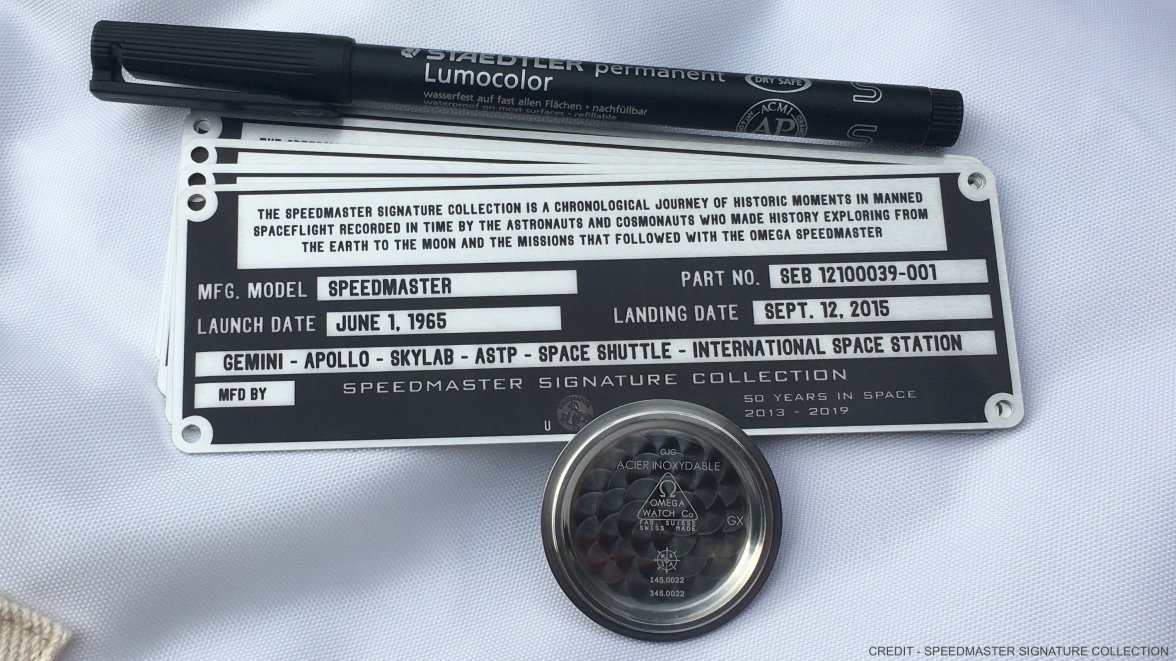 STAEDTLER permanent
Lumocolor
wasserfest auf fast allen Flächen • nachfüllbar
waterproof on most surfaces • refillable
DRY SAFE
S
S
ACMI
AP
THE SPEEDMASTER SIGNATURE COLLECTION IS A CHRONOLOGICAL JOURNEY OF HISTORIC MOMENTS IN MANNED
SPACEFLIGHT RECORDED IN TIME BY THE ASTRONAUTS AND COSMONAUTS WHO MADE HISTORY EXPLORING FROM
THE EARTH TO THE MOON AND THE MISSIONS THAT FOLLOWED WITH THE OMEGA SPEEDMASTER
MFG. MODEL SPEEDMASTER PART NO. SEB 12100039-001
LAUNCH DATE JUNE 1, 1965 LANDING DATE SEPT. 12, 2015
GEMINI - APOLLO - SKYLAB - ASTP - SPACE SHUTTLE - INTERNATIONAL SPACE STATION
MFD BY SPEEDMASTER SIGNATURE COLLECTION
50 YEARS IN SPACE
2013 - 2019
U
GJG
ACIER INOXYDABLE
Ω
OMEGA
WATCH Co
FAB. SUISSE
SWISS MADE
GX
145.0022
345.0022
CREDIT - SPEEDMASTER SIGNATURE COLLECTION